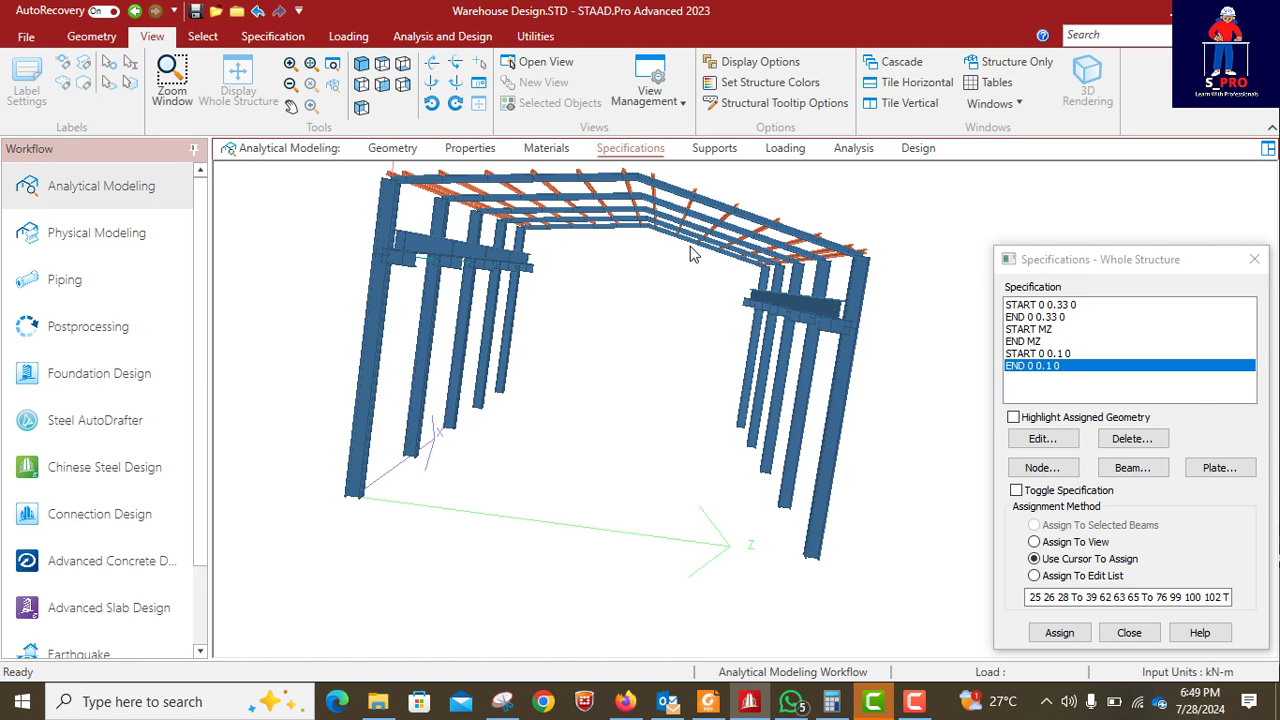 AutoRecovery On
Warehouse Design.STD - STAAD.Pro Advanced 2023
File Geometry View Select Specification Loading Analysis and Design Utilities
Search
S_PRO
Learn With Professionals
Label Settings
Labels
Zoom Window
Display Whole Structure
Tools
Open View
New View
Selected Objects
View Management
Views
Display Options
Set Structure Colors
Structural Tooltip Options
Options
Cascade
Tile Horizontal
Tile Vertical
Structure Only
Tables
Windows
3D Rendering
Windows
Workflow
Analytical Modeling: Geometry Properties Materials Specifications Supports Loading Analysis Design
Analytical Modeling
Physical Modeling
Piping
Postprocessing
Foundation Design
Steel AutoDrafter
Chinese Steel Design
Connection Design
Advanced Concrete D...
Advanced Slab Design
Earthquake
X
Z
Specifications - Whole Structure
Specification
START 0 0.33 0
END 0 0.33 0
START MZ
END MZ
START 0 0.1 0
END 0 0.1 0
Highlight Assigned Geometry
Edit... Delete...
Node... Beam... Plate...
Toggle Specification
Assignment Method
Assign To Selected Beams
Assign To View
Use Cursor To Assign
Assign To Edit List
25 26 28 To 39 62 63 65 To 76 99 100 102 T
Assign Close Help
Ready
Analytical Modeling Workflow
Load :
Input Units : kN-m
Type here to search
5
1
27°C
6:49 PM
7/28/2024